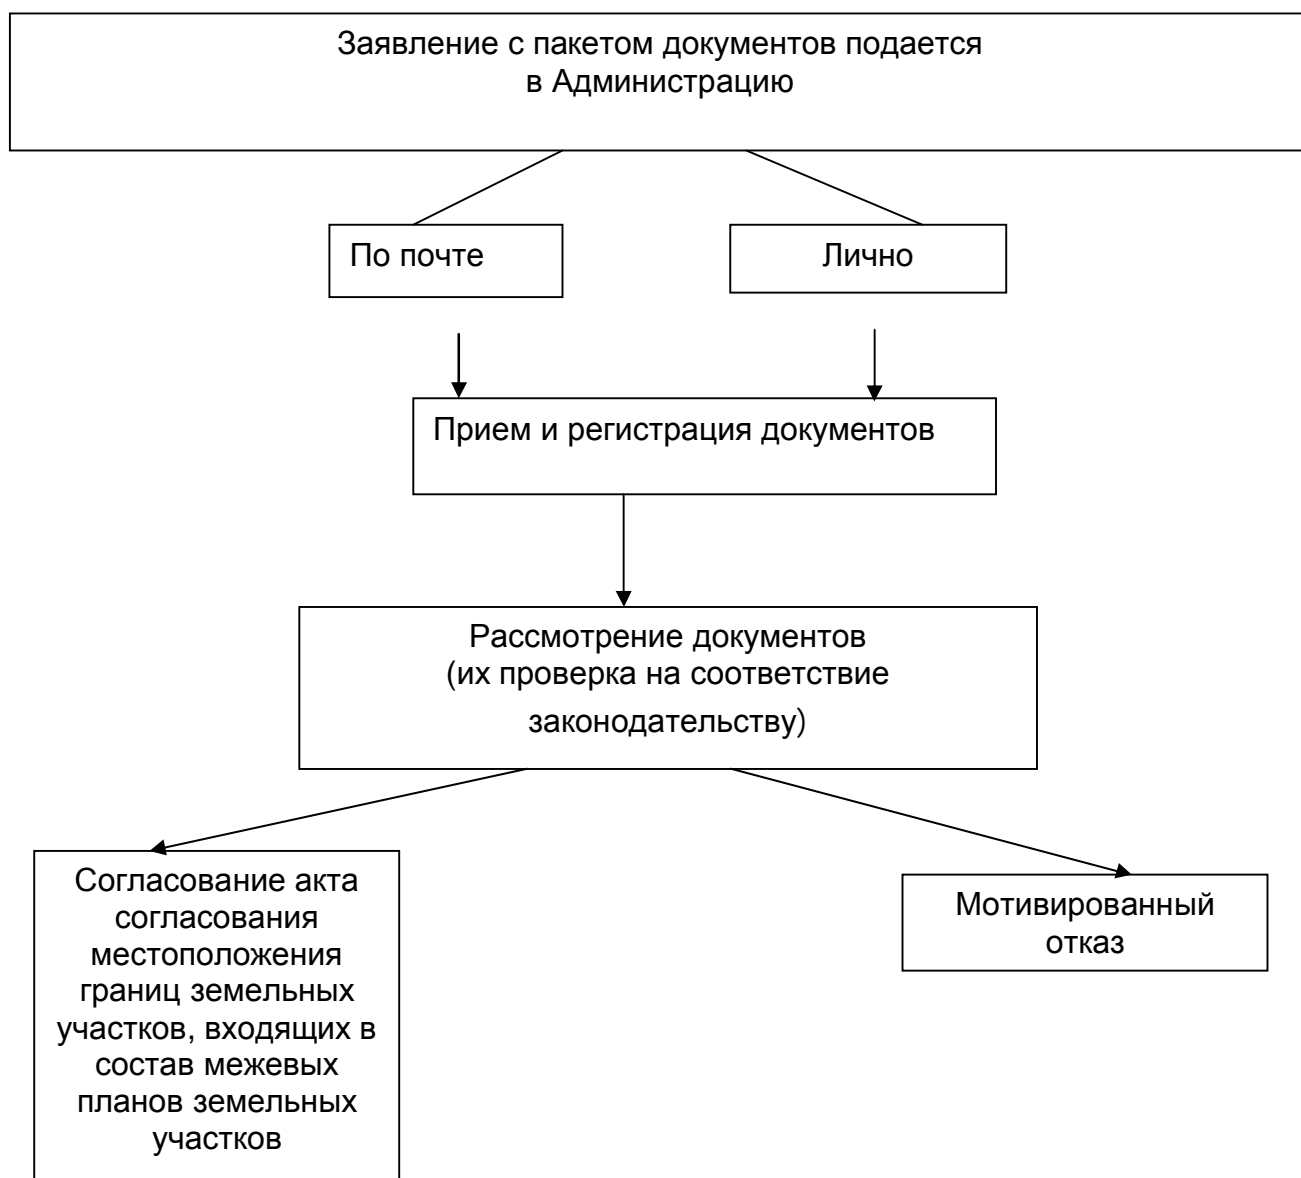 Заявление с пакетом документов подается
в Администрацию
По почте
Лично
Прием и регистрация документов
Рассмотрение документов
(их проверка на соответствие
законодательству)
Согласование акта
согласования
местоположения
границ земельных
участков, входящих в
состав межевых
планов земельных
участков
Мотивированный
отказ